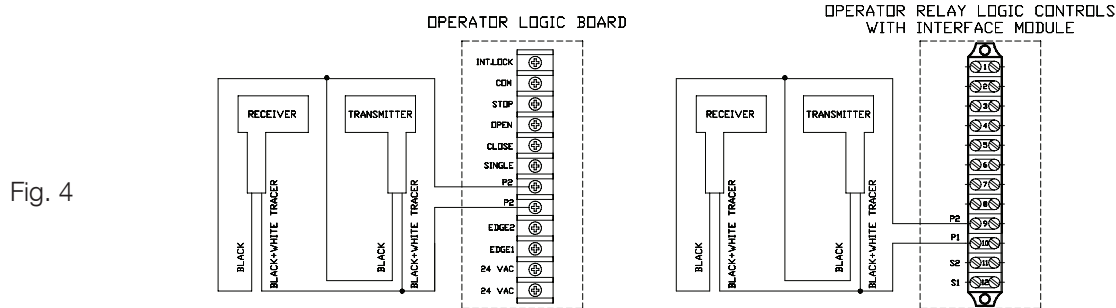 Fig. 4
OPERATOR LOGIC BOARD
RECEIVER
TRANSMITTER
BLACK
BLACK+WHITE TRACER
BLACK
BLACK+WHITE TRACER
INT.LOCK
COM
STOP
OPEN
CLOSE
SINGLE
P2
P2
EDGE2
EDGE1
24 VAC
24 VAC
OPERATOR RELAY LOGIC CONTROLS
WITH INTERFACE MODULE
RECEIVER
TRANSMITTER
BLACK
BLACK+WHITE TRACER
BLACK
BLACK+WHITE TRACER
1
2
3
4
5
6
7
8
P2 9
P1 10
S2 11
S1 12